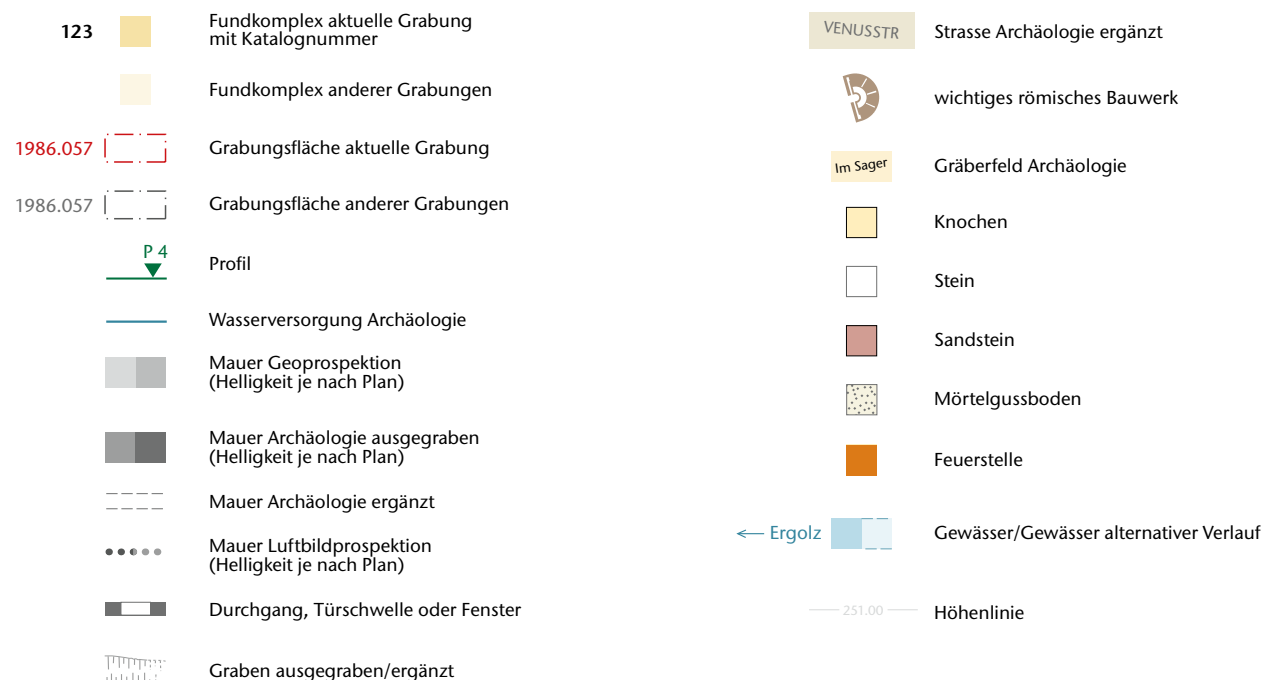 123
Fundkomplex aktuelle Grabung
mit Katalognummer
Fundkomplex anderer Grabungen
1986.057
Grabungsfläche aktuelle Grabung
1986.057
Grabungsfläche anderer Grabungen
P 4
Profil
Wasserversorgung Archäologie
Mauer Geoprospektion
(Helligkeit je nach Plan)
Mauer Archäologie ausgegraben
(Helligkeit je nach Plan)
Mauer Archäologie ergänzt
Mauer Luftbildprospektion
(Helligkeit je nach Plan)
Durchgang, Türschwelle oder Fenster
Graben ausgegraben/ergänzt
VENUSSTR
Strasse Archäologie ergänzt
wichtiges römisches Bauwerk
Im Sager
Gräberfeld Archäologie
Knochen
Stein
Sandstein
Mörtelgussboden
Feuerstelle
← Ergolz
Gewässer/Gewässer alternativer Verlauf
251.00
Höhenlinie